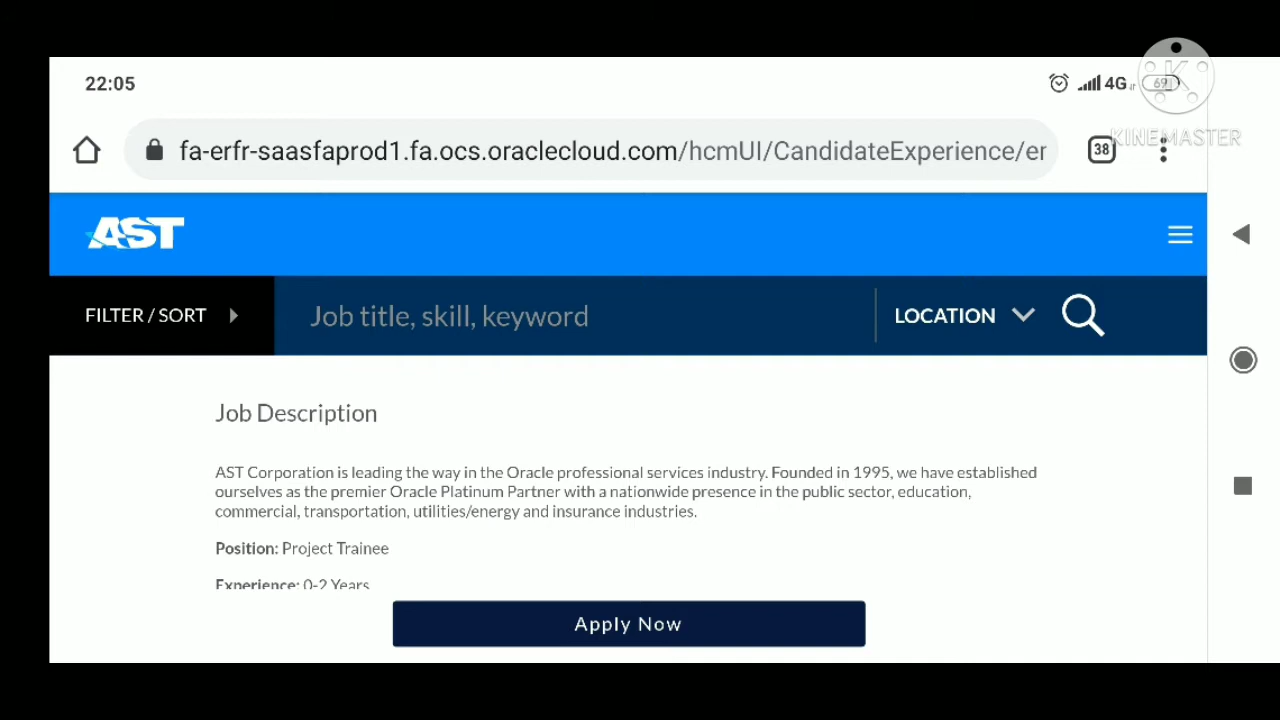 22:05
4G
69
KINEMASTER
fa-erfr-saasfaprod1.fa.ocs.oraclecloud.com/hcmUI/CandidateExperience/er
38
AST
FILTER / SORT
Job title, skill, keyword
LOCATION
Job Description
AST Corporation is leading the way in the Oracle professional services industry. Founded in 1995, we have established
ourselves as the premier Oracle Platinum Partner with a nationwide presence in the public sector, education,
commercial, transportation, utilities/energy and insurance industries.
Position: Project Trainee
Experience: 0-2 Years
Apply Now